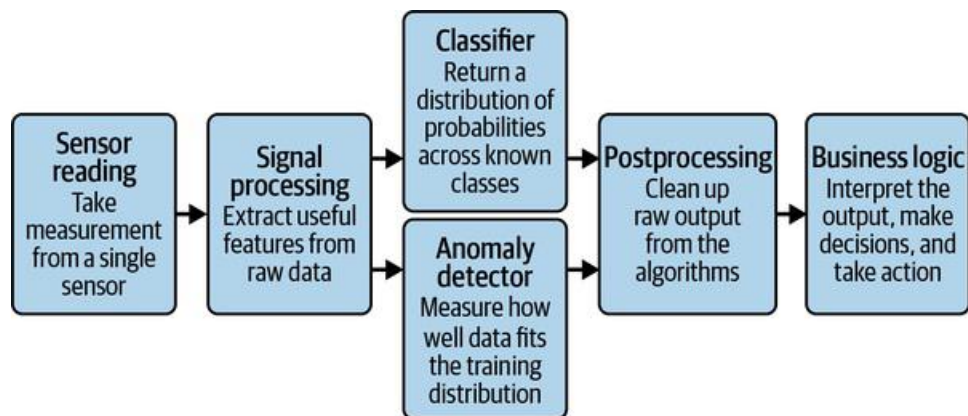 Sensor
reading
Take
measurement
from a single
sensor
Signal
processing
Extract useful
features from
raw data
Classifier
Return a
distribution of
probabilities
across known
classes
Anomaly
detector
Measure how
well data fits
the training
distribution
Postprocessing
Clean up
raw output
from the
algorithms
Business logic
Interpret the
output, make
decisions, and
take action